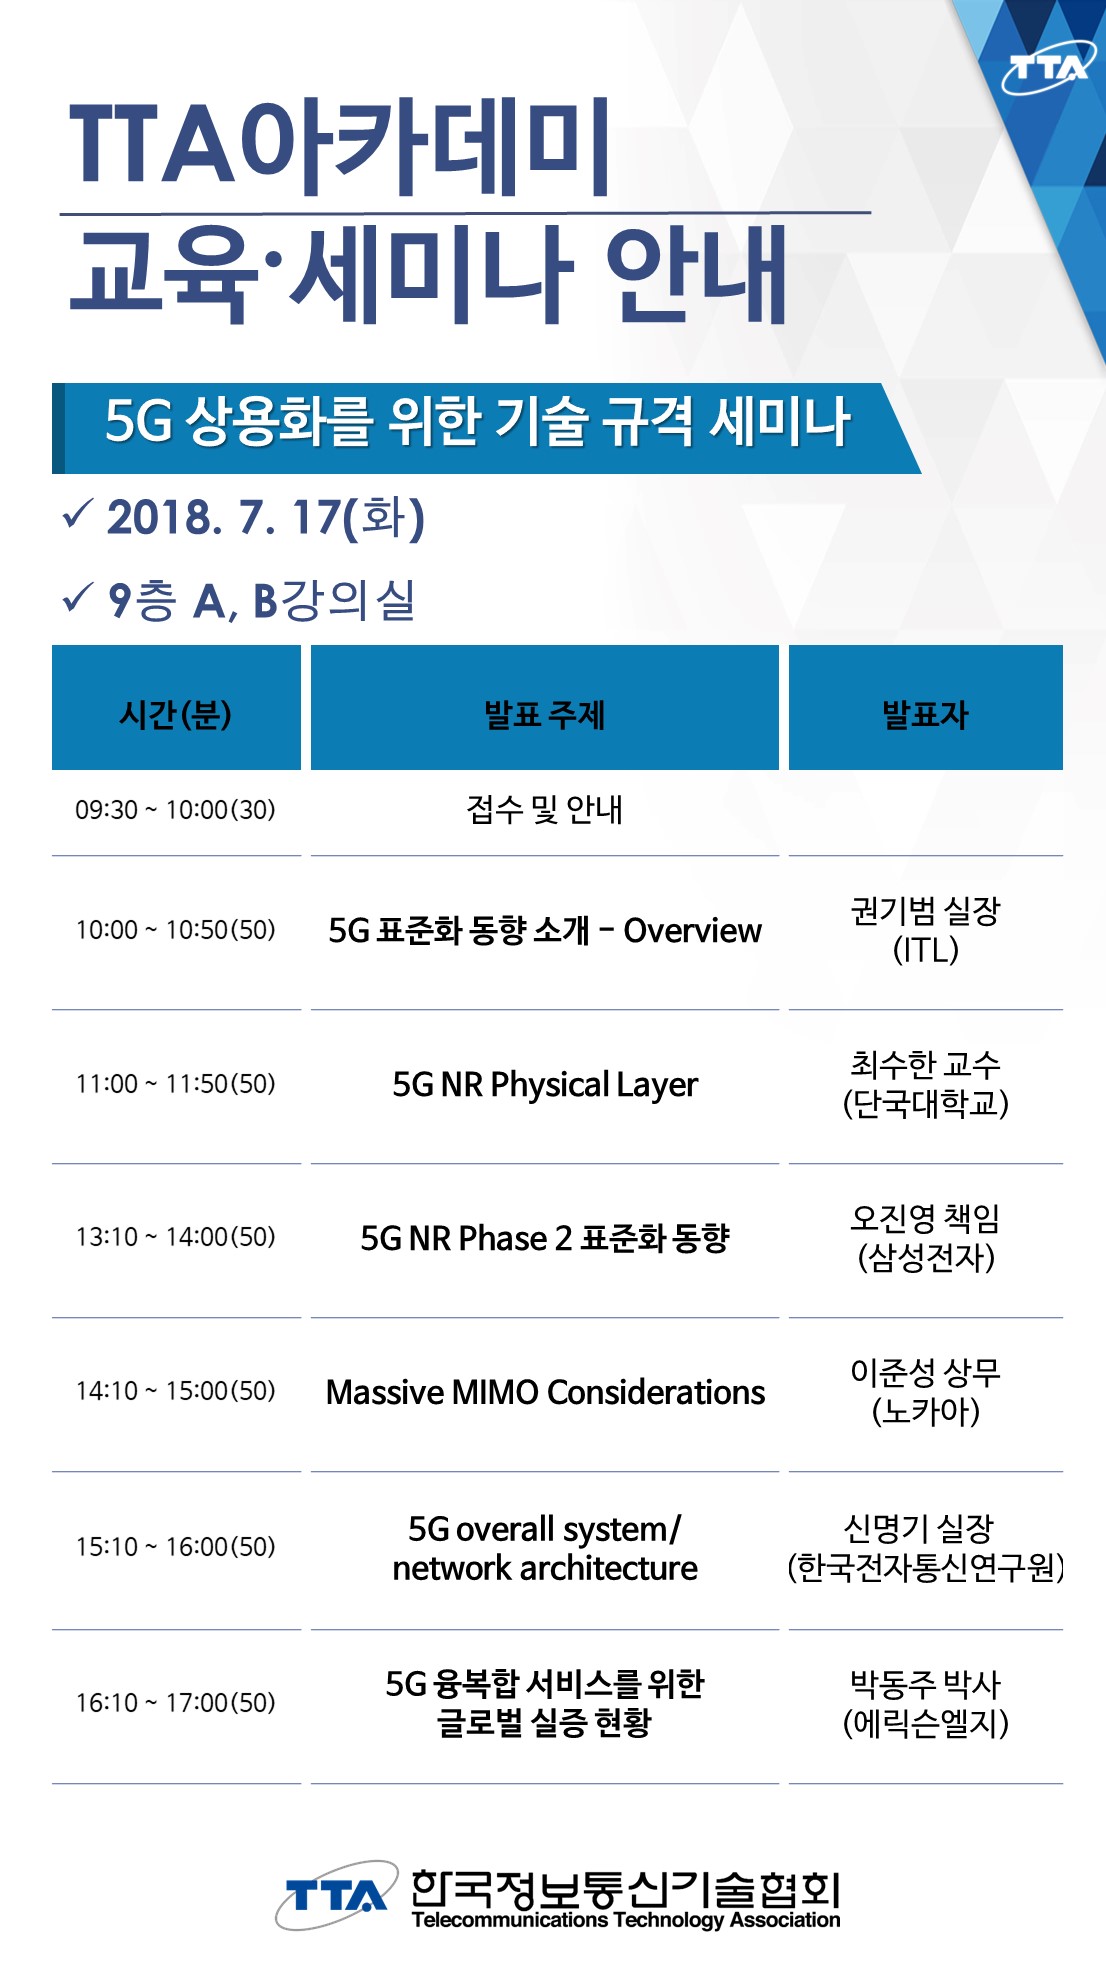 TTA
TTA아카데미
교육·세미나 안내
5G 상용화를 위한 기술 규격 세미나
✓ 2018. 7. 17(화)
✓ 9층 A, B강의실
시간(분) 발표 주제 발표자
09:30 ~ 10:00(30) 접수 및 안내
10:00 ~ 10:50(50) 5G 표준화 동향 소개 - Overview 권기범 실장
(ITL)
11:00 ~ 11:50(50) 5G NR Physical Layer 최수한 교수
(단국대학교)
13:10 ~ 14:00(50) 5G NR Phase 2 표준화 동향 오진영 책임
(삼성전자)
14:10 ~ 15:00(50) Massive MIMO Considerations 이준성 상무
(노카아)
15:10 ~ 16:00(50) 5G overall system/ 신명기 실장
network architecture (한국전자통신연구원)
16:10 ~ 17:00(50) 5G 융복합 서비스를 위한 박동주 박사
글로벌 실증 현황 (에릭슨엘지)
TTA 한국정보통신기술협회
Telecommunications Technology Association